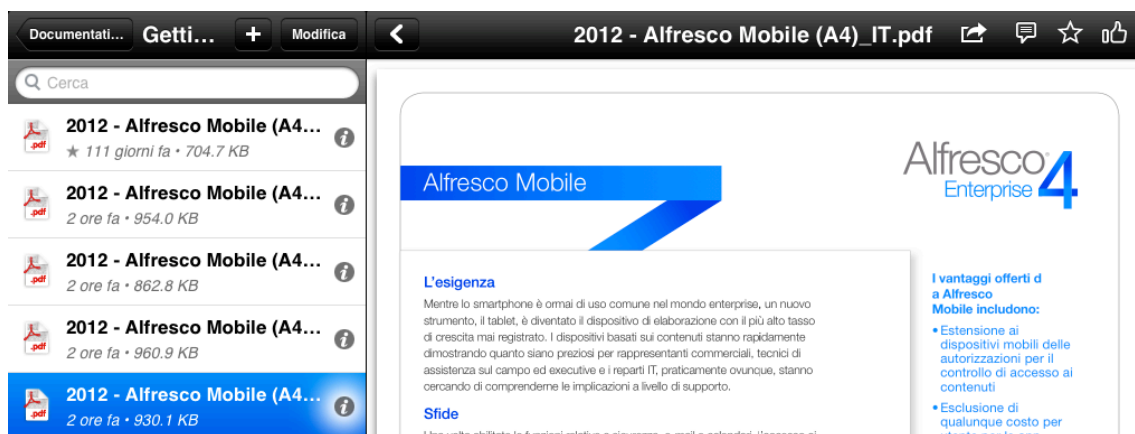 Documentati...
Getti...
+
Modifica
2012 - Alfresco Mobile (A4)_IT.pdf
Cerca
2012 - Alfresco Mobile (A4...
★ 111 giorni fa • 704.7 KB
2012 - Alfresco Mobile (A4...
2 ore fa • 954.0 KB
2012 - Alfresco Mobile (A4...
2 ore fa • 862.8 KB
2012 - Alfresco Mobile (A4...
2 ore fa • 960.9 KB
2012 - Alfresco Mobile (A4...
2 ore fa • 930.1 KB
.pdf
.pdf
.pdf
.pdf
.pdf
Alfresco Mobile
Alfresco 4
Enterprise
L'esigenza
Mentre lo smartphone è ormai di uso comune nel mondo enterprise, un nuovo
strumento, il tablet, è diventato il dispositivo di elaborazione con il più alto tasso
di crescita mai registrato. I dispositivi basati sui contenuti stanno rapidamente
dimostrando quanto siano preziosi per rappresentanti commerciali, tecnici di
assistenza sul campo ed executive e i reparti IT, praticamente ovunque, stanno
cercando di comprenderne le implicazioni a livello di supporto.
Sfide
I vantaggi offerti d
a Alfresco
Mobile includono:
• Estensione ai
dispositivi mobili delle
autorizzazioni per il
controllo di accesso ai
contenuti
• Esclusione di
qualunque costo per